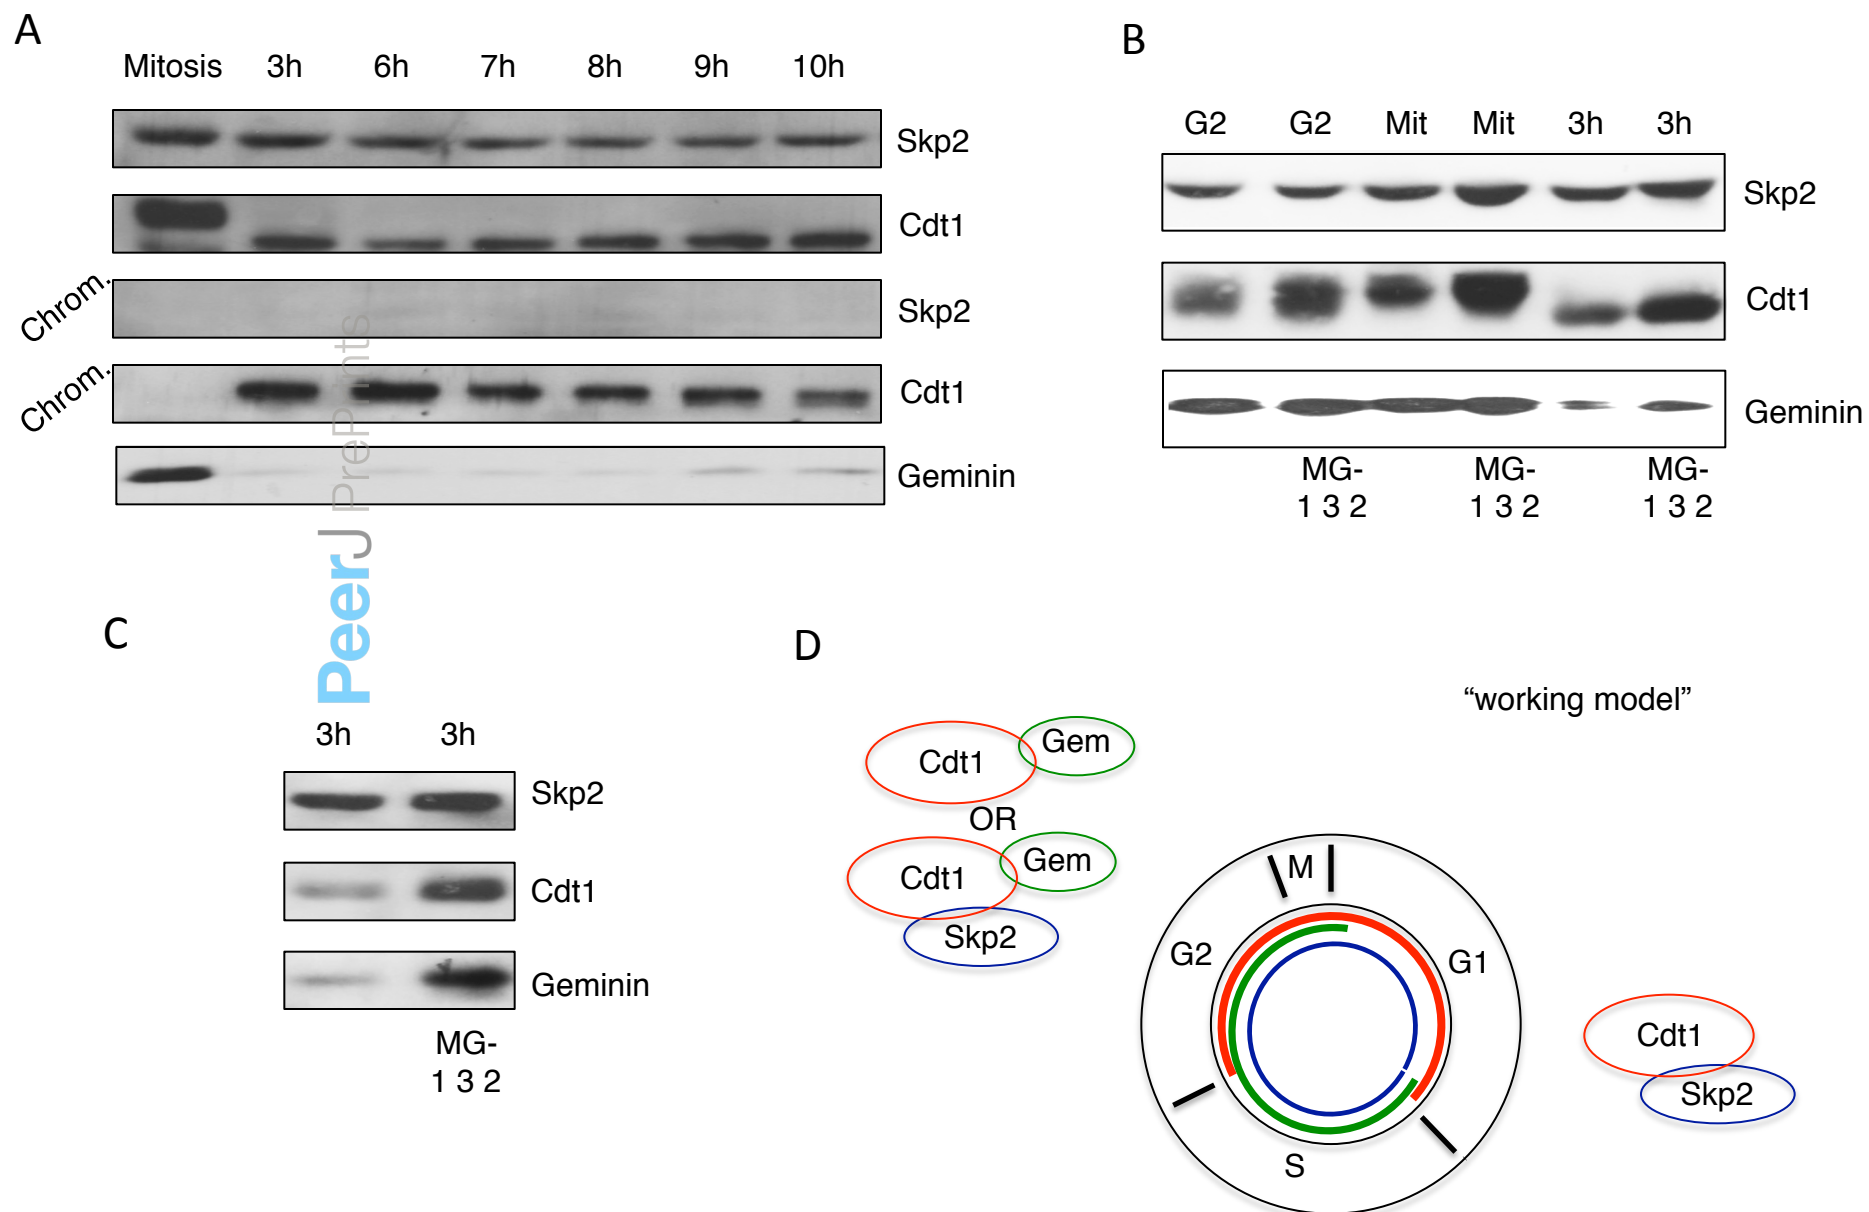 A
Mitosis 3h 6h 7h 8h 9h 10h
Skp2
Cdt1
Chrom. Skp2
Chrom. Cdt1
Geminin
B
G2 G2 Mit Mit 3h 3h
Skp2
Cdt1
Geminin
MG- MG- MG-
1 3 2 1 3 2 1 3 2
PeerJ PrePrints
C
3h 3h
Skp2
Cdt1
Geminin
MG-
1 3 2
D
“working model”
Cdt1 Gem
OR
Cdt1 Gem
Skp2
M
G2
G1
S
Cdt1
Skp2